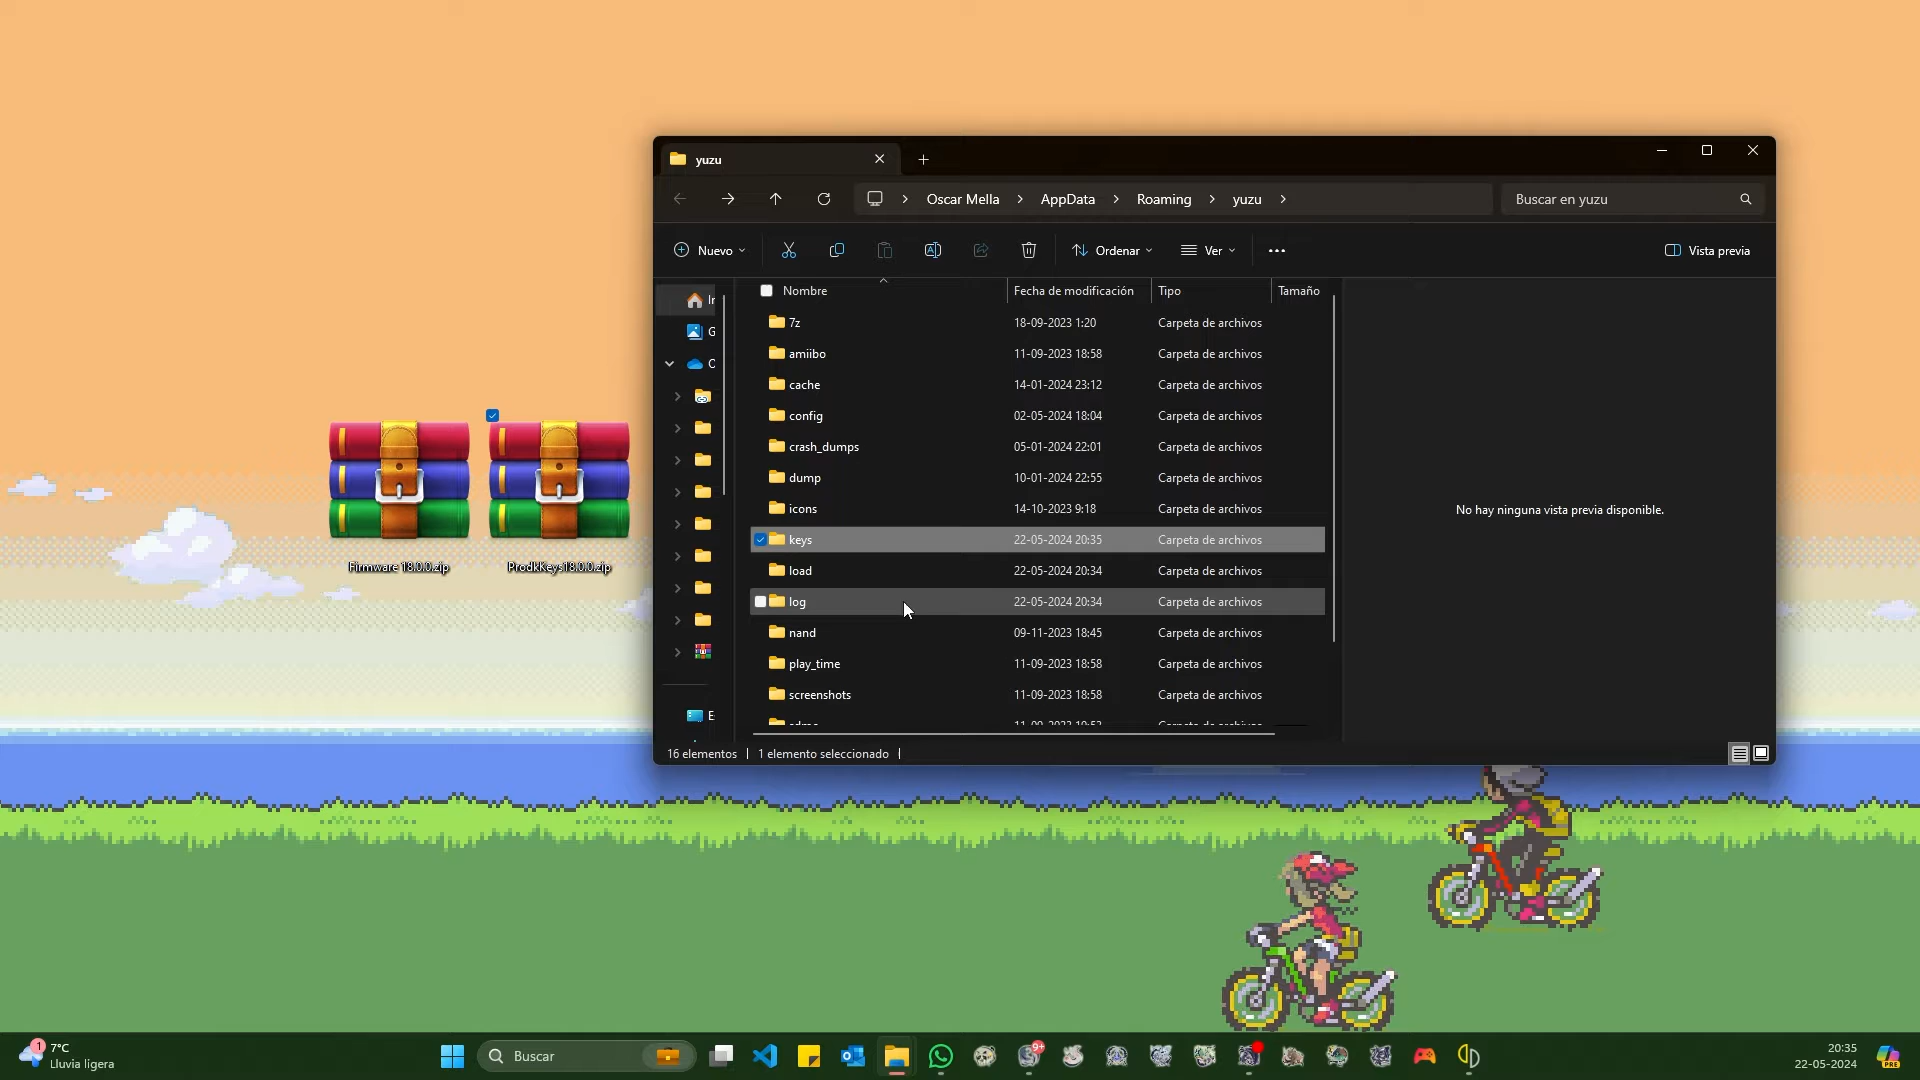 yuzu
Oscar Mella
AppData
Roaming
yuzu
Buscar en yuzu
Nuevo
Ordenar
Ver
Vista previa
Nombre
Fecha de modificación
Tipo
Tamaño
7z 18-09-2023 1:20 Carpeta de archivos
amiibo 11-09-2023 18:58 Carpeta de archivos
cache 14-01-2024 23:12 Carpeta de archivos
config 02-05-2024 18:04 Carpeta de archivos
crash_dumps 05-01-2024 22:01 Carpeta de archivos
dump 10-01-2024 22:55 Carpeta de archivos
icons 14-10-2023 9:18 Carpeta de archivos
keys 22-05-2024 20:35 Carpeta de archivos
load 22-05-2024 20:34 Carpeta de archivos
log 22-05-2024 20:34 Carpeta de archivos
nand 09-11-2023 18:45 Carpeta de archivos
play_time 11-09-2023 18:58 Carpeta de archivos
screenshots 11-09-2023 18:58 Carpeta de archivos
No hay ninguna vista previa disponible.
16 elementos
1 elemento seleccionado
Firmware 18.0.0.zip
ProdkKeys18.0.0.zip
1
7°C
Lluvia ligera
Buscar
9+
PRE
20:35
22-05-2024